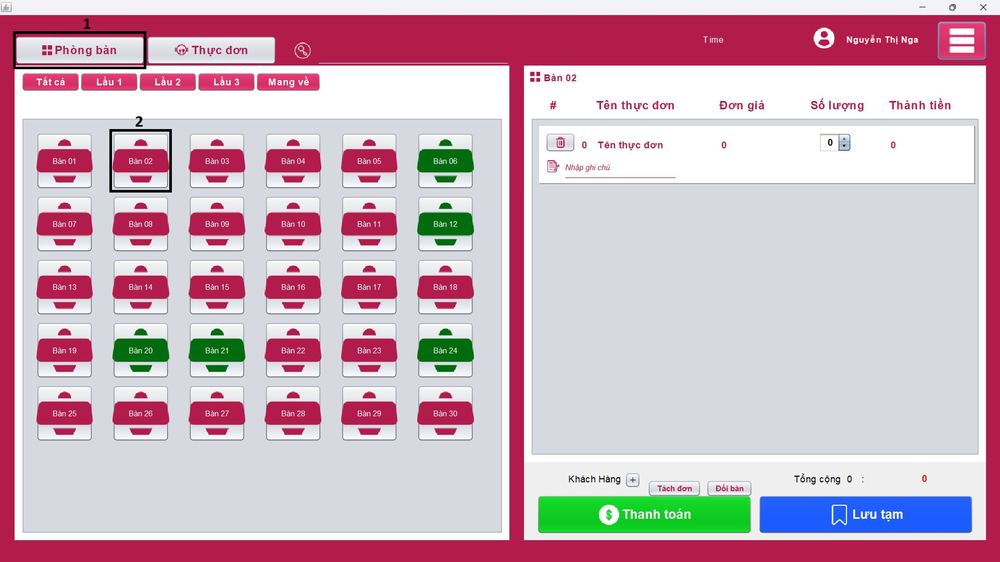 1
Phòng bàn
Thực đơn
Time
Nguyễn Thị Nga
Tất cả
Lầu 1
Lầu 2
Lầu 3
Mang về
2
Bàn 01
Bàn 02
Bàn 03
Bàn 04
Bàn 05
Bàn 06
Bàn 07
Bàn 08
Bàn 09
Bàn 10
Bàn 11
Bàn 12
Bàn 13
Bàn 14
Bàn 15
Bàn 16
Bàn 17
Bàn 18
Bàn 19
Bàn 20
Bàn 21
Bàn 22
Bàn 23
Bàn 24
Bàn 25
Bàn 26
Bàn 27
Bàn 28
Bàn 29
Bàn 30
Bàn 02
# Tên thực đơn Đơn giá Số lượng Thành tiền
0 Tên thực đơn 0 0 0
Nhập ghi chú
Khách Hàng +
Tách đơn
Đổi bàn
Tổng cộng 0 : 0
$ Thanh toán
Lưu tạm